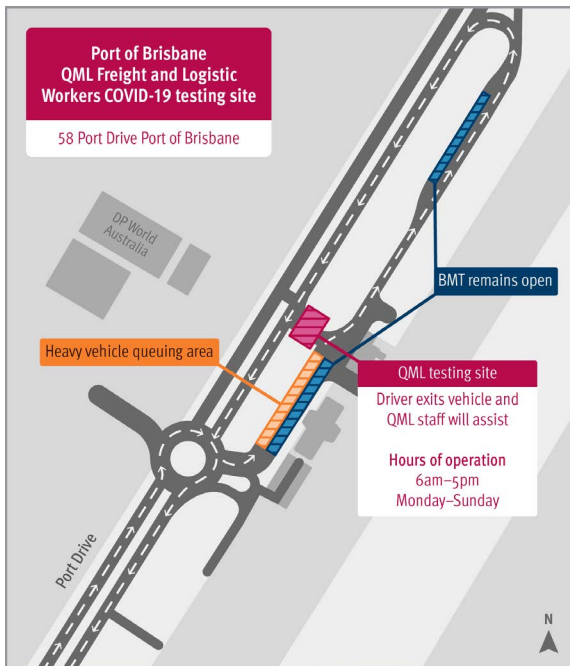 Port of Brisbane
QML Freight and Logistic
Workers COVID-19 testing site
58 Port Drive Port of Brisbane
DP World
Australia
BMT remains open
Heavy vehicle queuing area
QML testing site
Driver exits vehicle and
QML staff will assist
Hours of operation
6am–5pm
Monday–Sunday
Port Drive
N